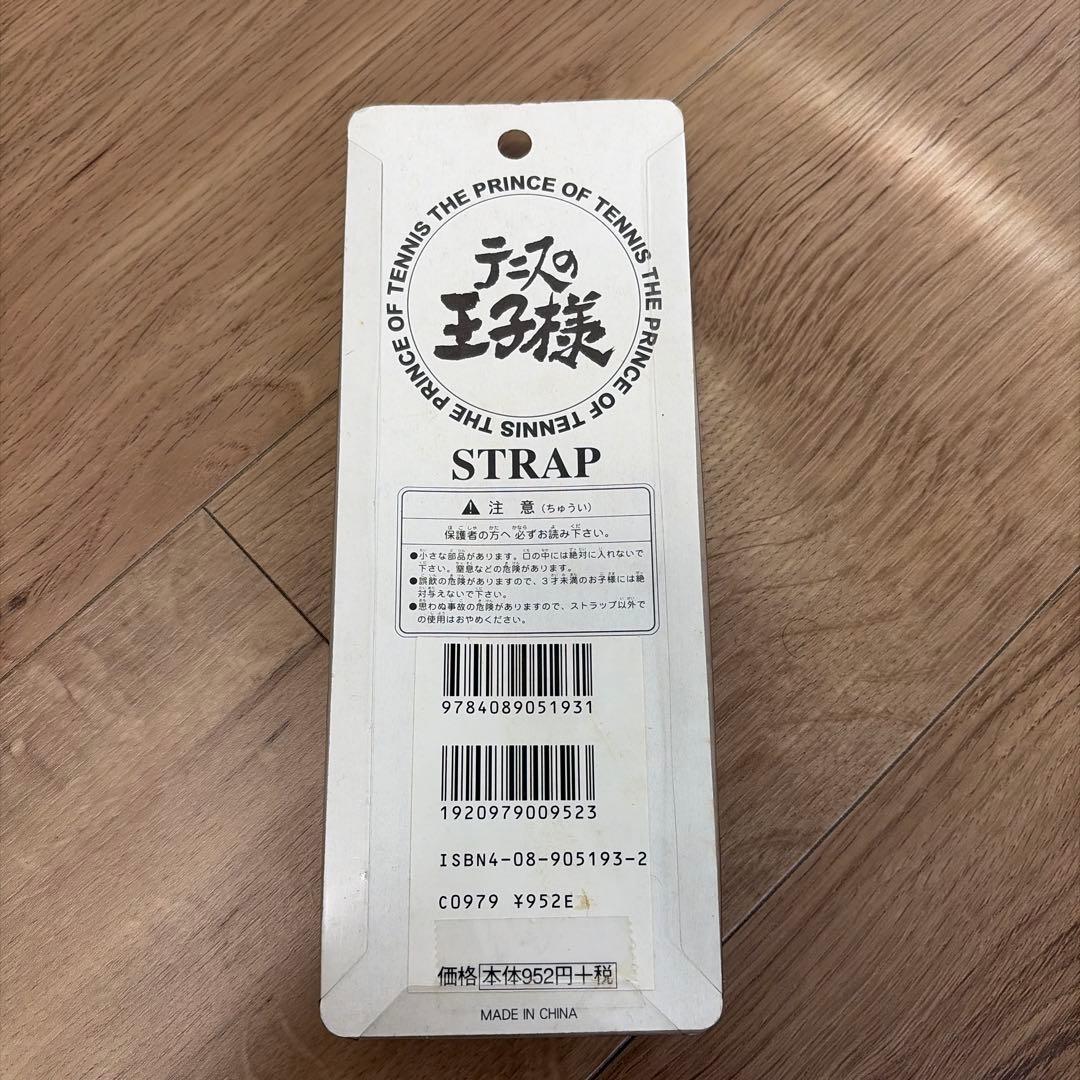 THE PRINCE OF TENNIS THE PRINCE OF TENNIS THE PRINCE OF TENNIS
テニスの
王子様
STRAP
注 意 (ちゅうい)
保護者の方へ 必ずお読み下さい。
●小さな部品があります。口の中には絶対に入れないで
下さい。窒息などの危険があります。
●誤飲の危険がありますので、3才未満のお子様には絶
対与えないで下さい。
●思わぬ事故の危険がありますので、ストラップ以外で
の使用はおやめください。
9784089051931
1920979009523
ISBN4-08-905193-2
C0979 ¥952E
価格 本体952円+税
MADE IN CHINA